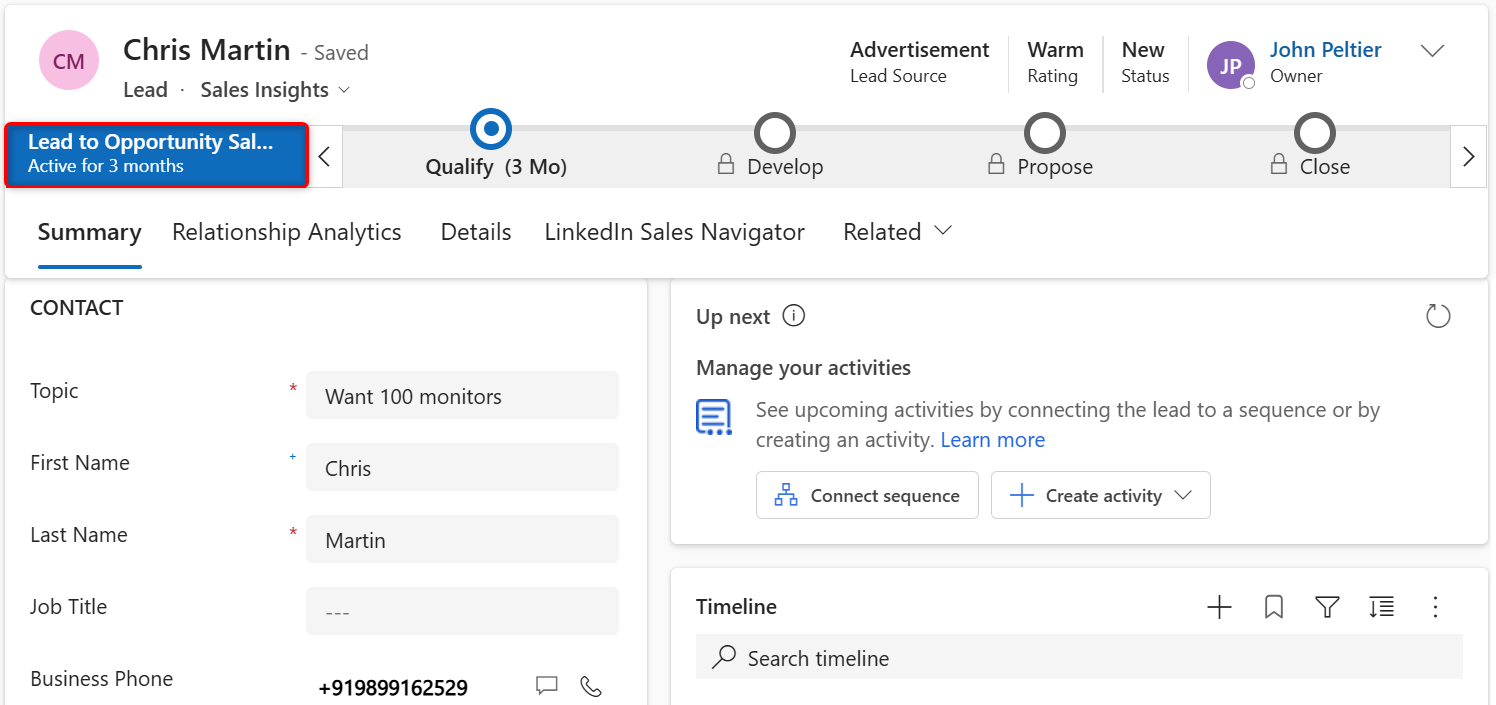 CM
Chris Martin - Saved
Lead · Sales Insights
Advertisement
Lead Source
Warm
Rating
New
Status
JP
John Peltier
Owner
Lead to Opportunity Sal...
Active for 3 months
Qualify (3 Mo)
Develop
Propose
Close
Summary
Relationship Analytics
Details
LinkedIn Sales Navigator
Related
CONTACT
Topic * Want 100 monitors
First Name + Chris
Last Name * Martin
Job Title ---
Business Phone +919899162529
Up next
Manage your activities
See upcoming activities by connecting the lead to a sequence or by
creating an activity. Learn more
Connect sequence
Create activity
Timeline
Search timeline